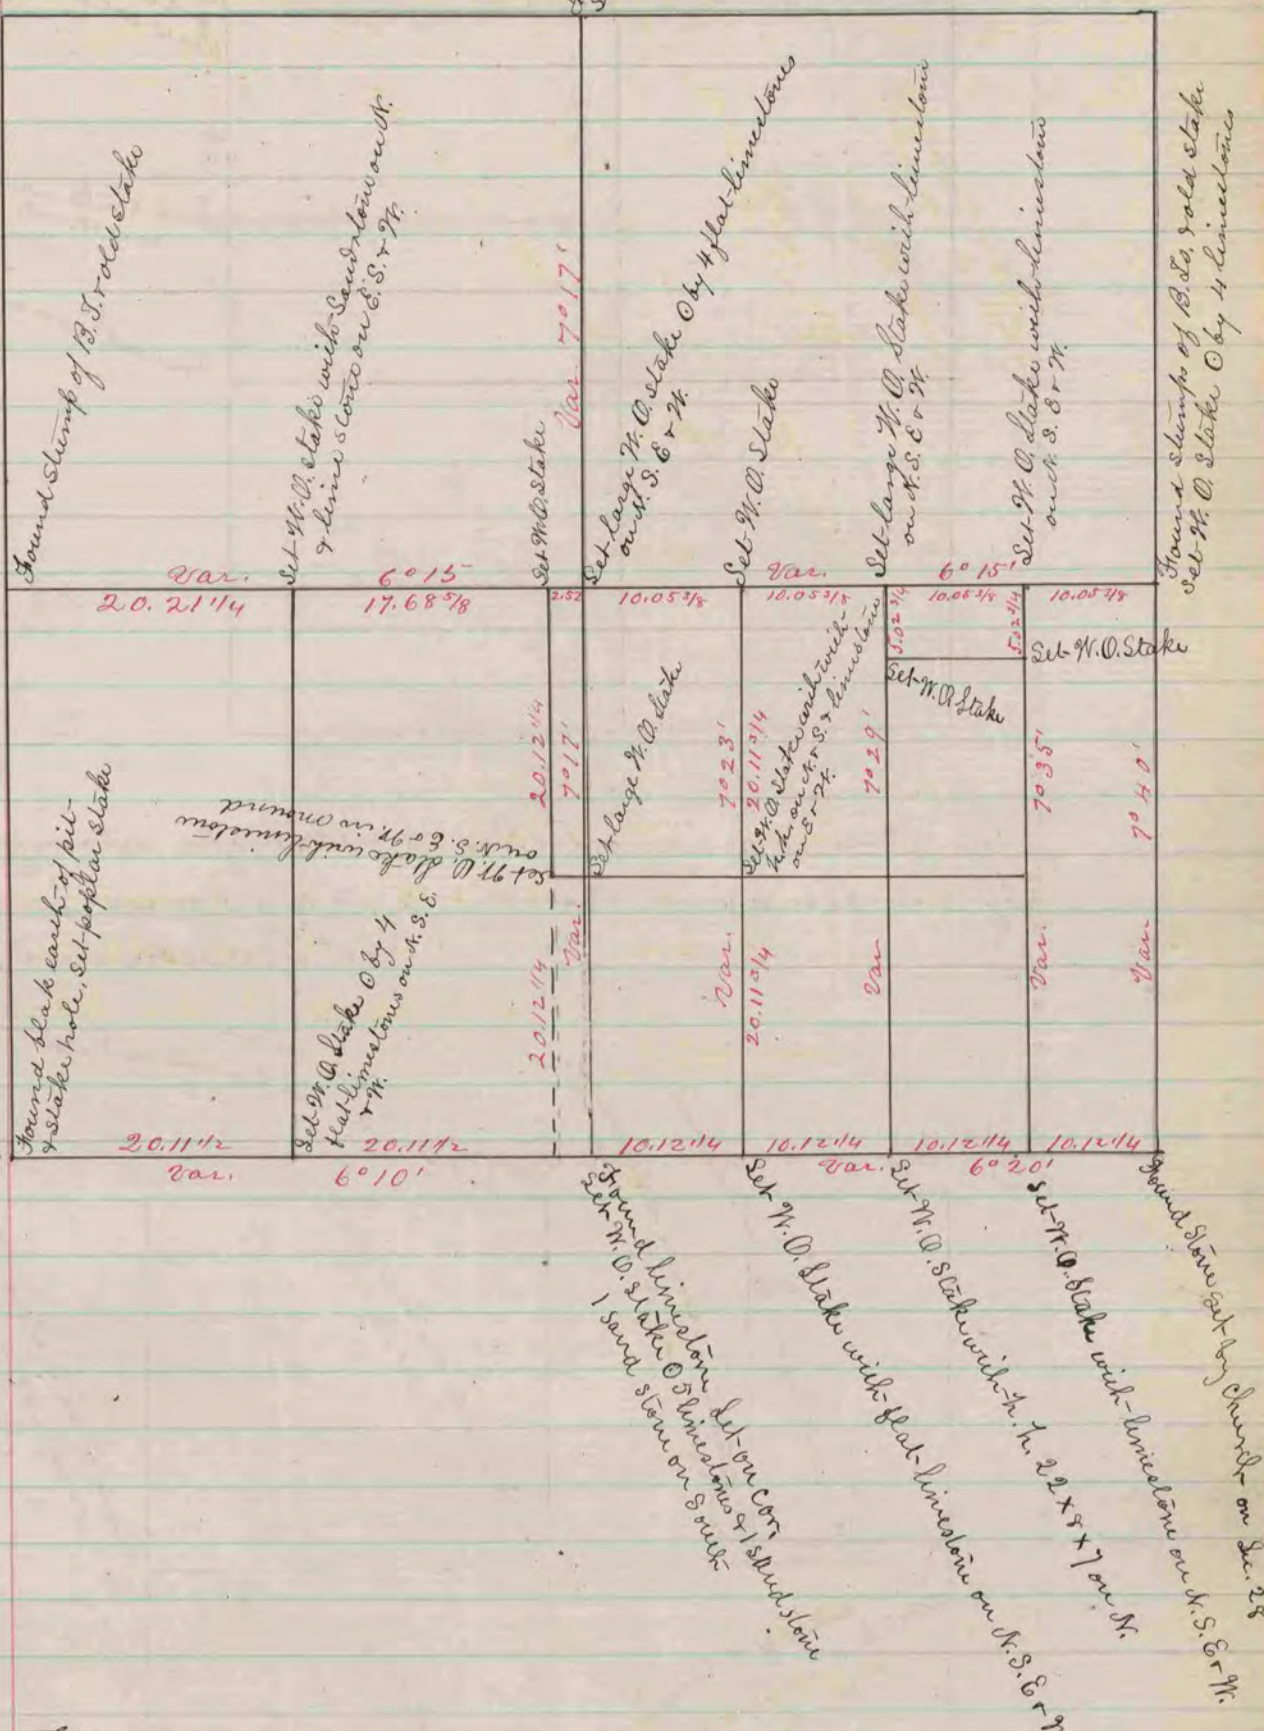 Found stump of B.T. & old stake
Set W.O. stake with Sandstone on N.
& lime stone on E. S. & W.
Set W.O. stake
Var. 7° 17'
Set large W.O. stake ⊙ by 4 flat limestones
on N. S. E & W.
Set W.O. Stake
Set large W.O. Stake with limestone
on N. S. E & W.
Set W.O. Stake with limestone
on N. S. E & W.
Found stumps of B.Ts. & old stake
Set W.O. Stake ⊙ by 4 limestones
Var. 6° 15
Var. 6° 15'
20.21 1/4
17.68 5/8
2.52
10.05 3/8
10.05 3/8
10.05 3/8
10.05 3/8
5.02 3/4
5.02 3/4
Set W.O. Stake
Set W.O. Stake
20.12 1/4
7° 17'
Set large W.O. Stake
7° 23'
20.11 3/4
Set W.O. Stake with
on N. & S. & limestone
on E & W.
7° 29'
7° 35'
7° 40'
Set W.O. Stake with limestone
on N. S. E & W. in mound
Found blak earth of pit
& stake hole, Set poplar Stake
Set W.O. Stake ⊙ by 4
flat limestones on N. S. E.
& W.
20.12 1/4
Var.
Var.
20.11 3/4
Var
Var.
Var.
20.11 1/2
20.11 1/2
10.12 1/4
10.12 1/4
10.12 1/4
10.12 1/4
Var. 6° 10'
Var. 6° 20'
Found limestone Set on cor.
Set W.O. Stake ⊙ 5 limestones & 1 sandstone
1 sand stone on South
Set W.O. Stake with flat limestone on N. S. E &
Set W.O. Stake with h. h. 22 x 8 x 7 on N.
Set W.O. Stake with limestone on N. S. E & W.
Found Stone set by Church on Sec. 28